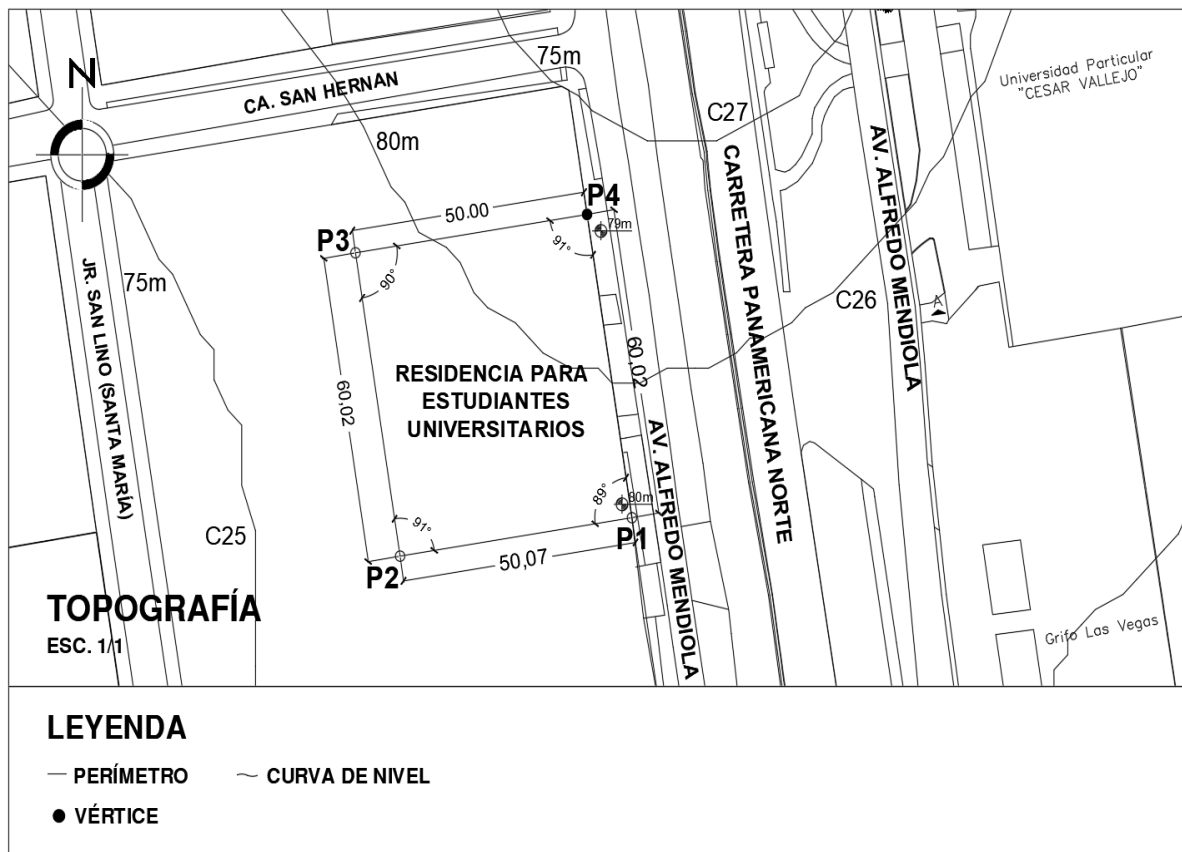 N
CA. SAN HERNAN
75m
80m
C27
Universidad Particular
"CESAR VALLEJO"
AV. ALFREDO MENDIOLA
CARRETERA PANAMERICANA NORTE
P4
50.00
79m
91°
P3
90°
75m
JR. SAN LINO (SANTA MARÍA)
C26
60,02
60,02
RESIDENCIA PARA
ESTUDIANTES
UNIVERSITARIOS
AV. ALFREDO MENDIOLA
89°
80m
91°
P1
C25
P2
50,07
TOPOGRAFÍA
ESC. 1/1
Grifo Las Vegas
LEYENDA
PERÍMETRO
CURVA DE NIVEL
VÉRTICE